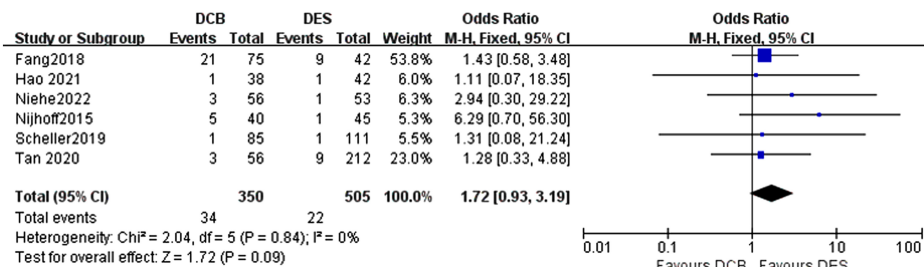 DCB DES Odds Ratio Odds Ratio
Study or Subgroup Events Total Events Total Weight M-H, Fixed, 95% CI M-H, Fixed, 95% CI
Fang2018 21 75 9 42 53.8% 1.43 [0.58, 3.48]
Hao 2021 1 38 1 42 6.0% 1.11 [0.07, 18.35]
Niehe2022 3 56 1 53 6.3% 2.94 [0.30, 29.22]
Nijhoff2015 5 40 1 45 5.3% 6.29 [0.70, 56.30]
Scheller2019 1 85 1 111 5.5% 1.31 [0.08, 21.24]
Tan 2020 3 56 9 212 23.0% 1.28 [0.33, 4.88]
Total (95% CI) 350 505 100.0% 1.72 [0.93, 3.19]
Total events 34 22
Heterogeneity: Chi² = 2.04, df = 5 (P = 0.84); I² = 0%
Test for overall effect: Z = 1.72 (P = 0.09)
0.01 0.1 1 10 100
Favours DCB Favours DES